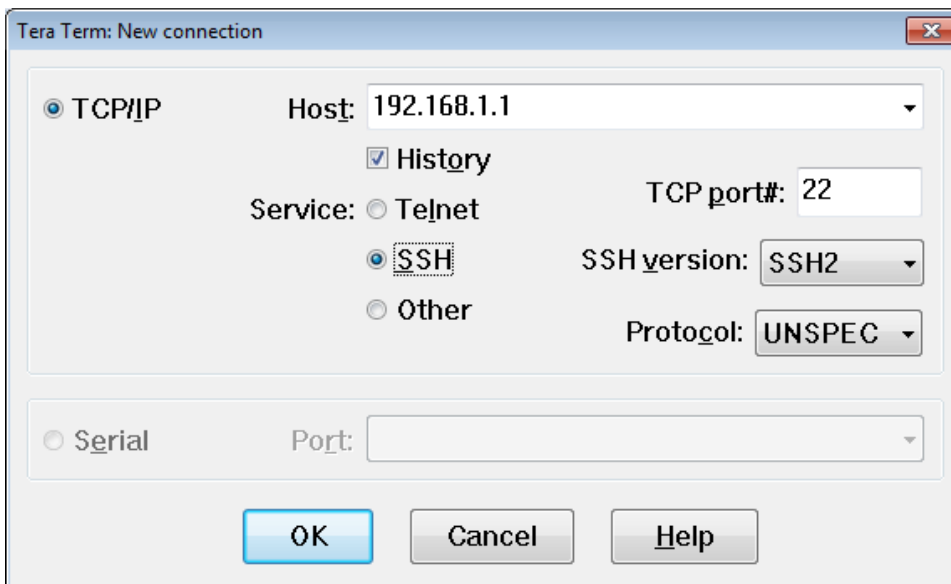 Tera Term: New connection
TCP/IP Host: 192.168.1.1
History
TCP port#: 22
Service: Telnet
SSH SSH version: SSH2
Other
Protocol: UNSPEC
Serial Port:
OK Cancel Help